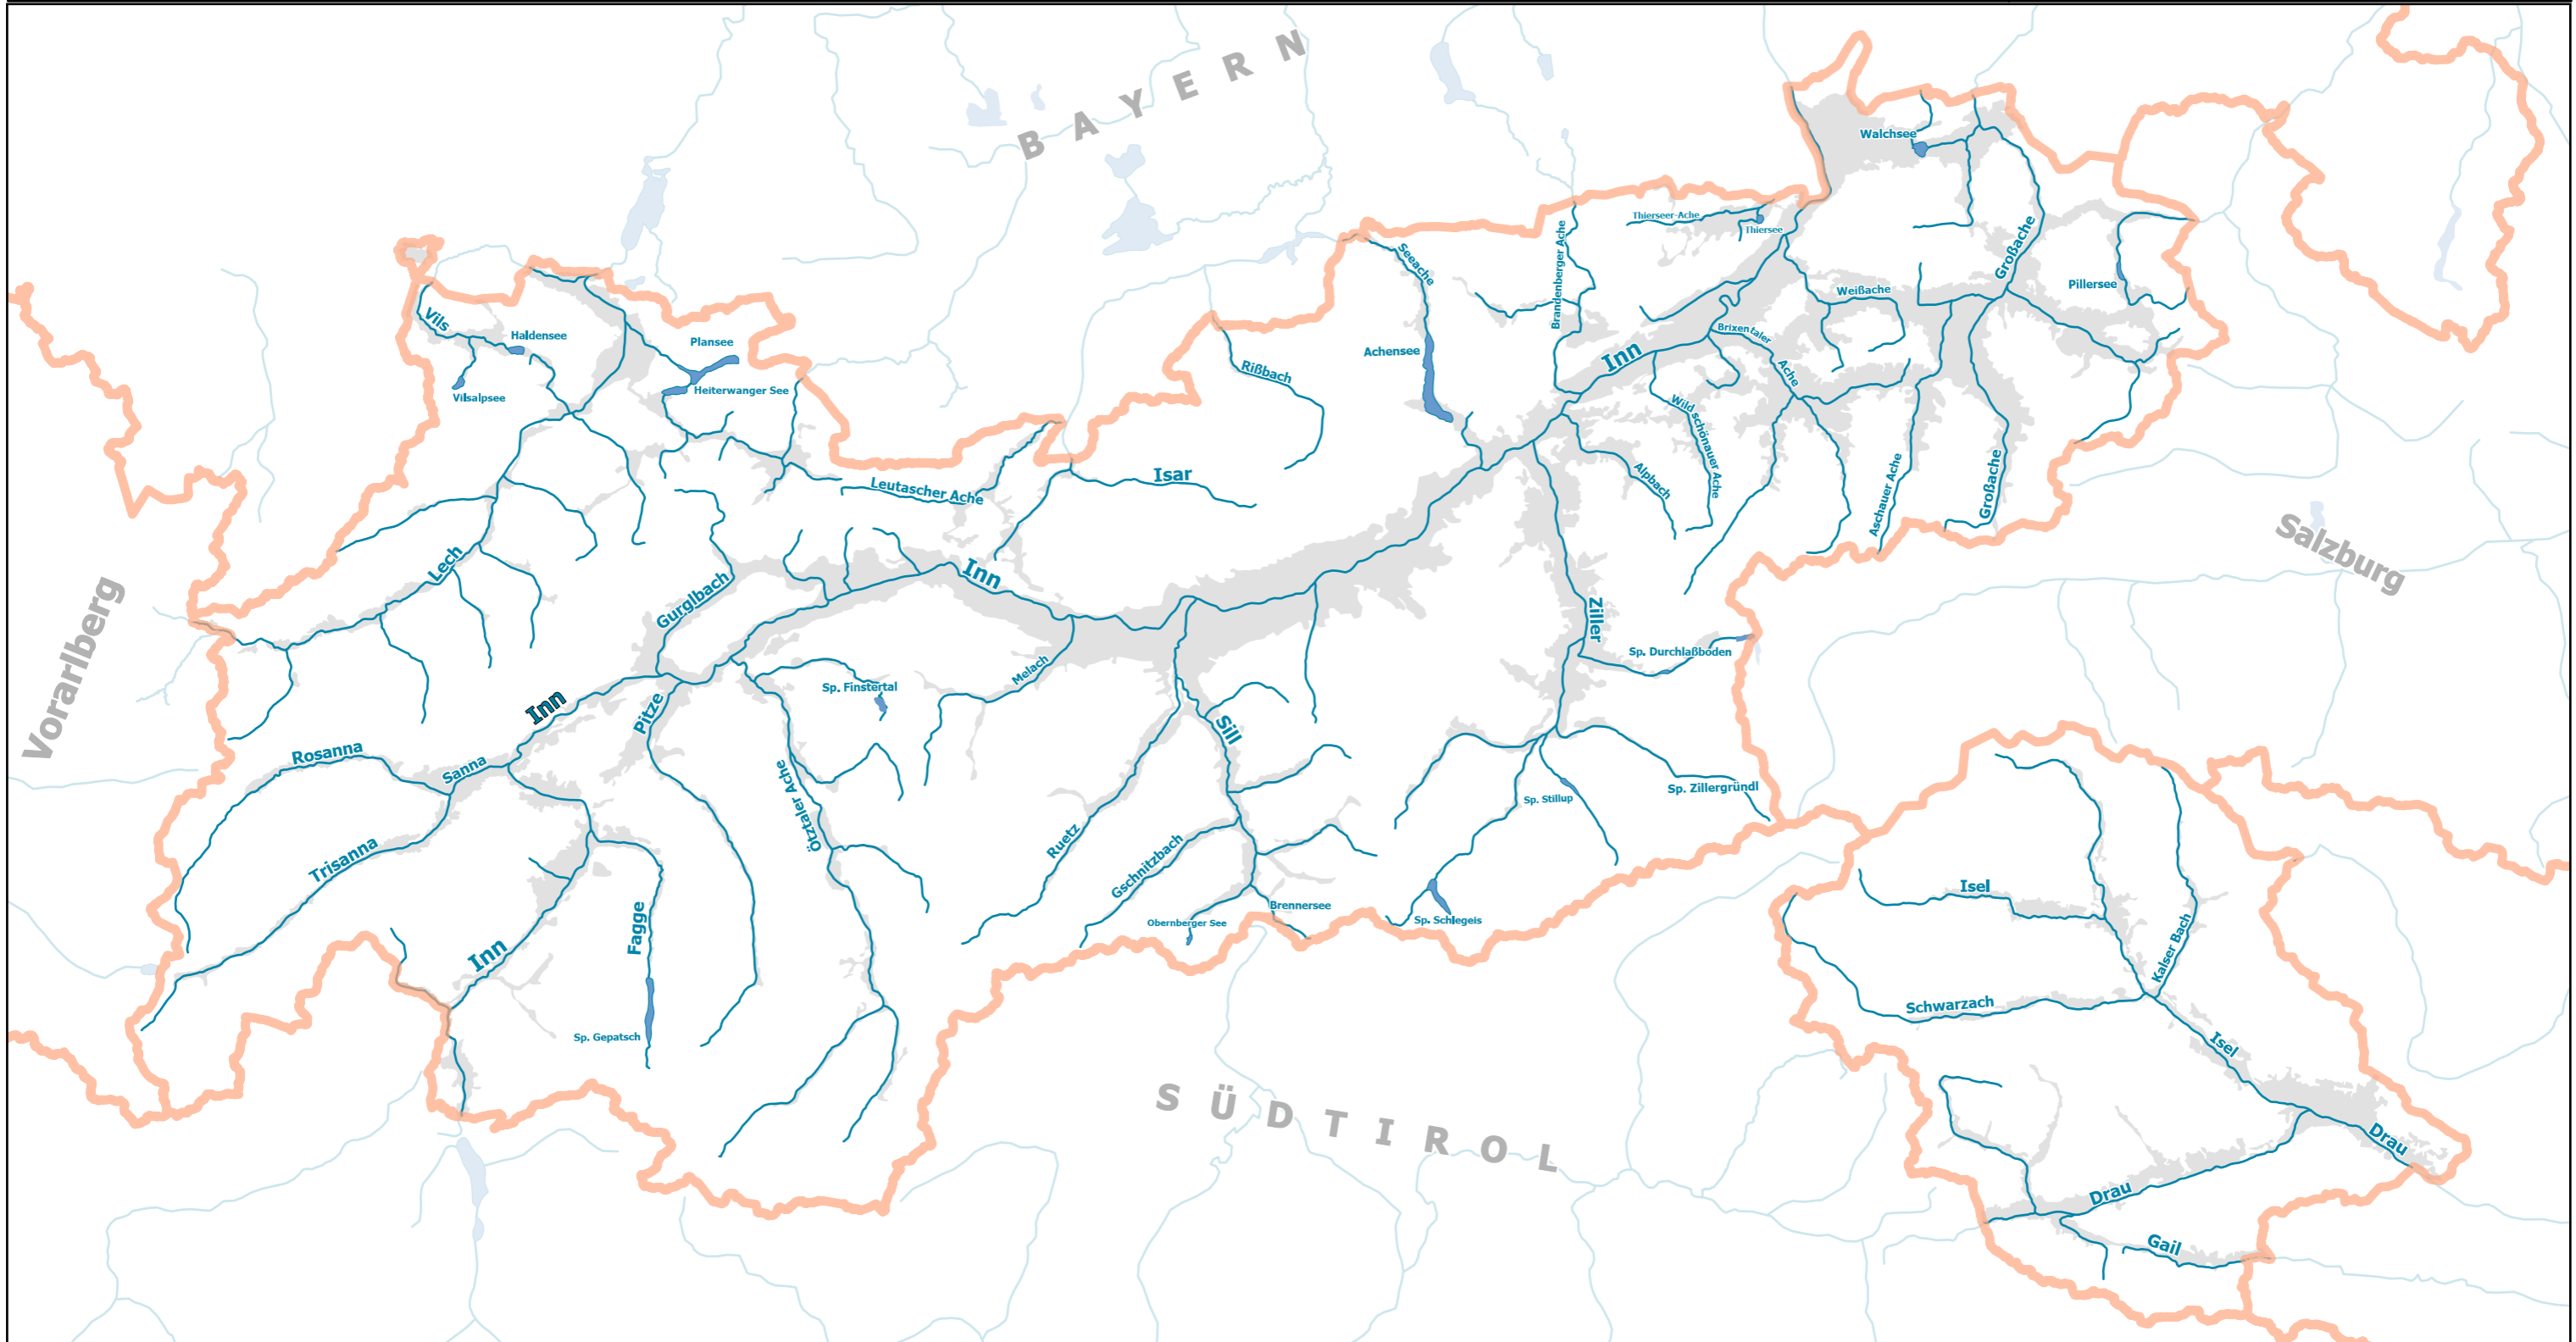 B A Y E R N
Walchsee
Thierseer-Ache
Thiersee
Seeache
Brandenberger Ache
Großache
Pillersee
Weißache
Vils
Haldensee
Plansee
Brixentaler
Ache
Achensee
Inn
Rißbach
Heiterwanger See
Vilsalpsee
Wildschönauer Ache
Isar
Leutascher Ache
Alpbach
Aschauer Ache
Großache
Salzburg
Lech
Inn
Gurglbach
Vorarlberg
Ziller
Melach
Sp. Durchlaßboden
Sp. Finstertal
Inn
Pitze
Sill
Rosanna
Sanna
Ötztaler Ache
Sp. Stillup
Sp. Zillergründl
Trisanna
Ruetz
Gschnitzbach
Isel
Fagge
Brennersee
Obernberger See
Sp. Schlegeis
Inn
Kalser Bach
Schwarzach
Sp. Gepatsch
Isel
S Ü D T I R O L
Drau
Drau
Gail